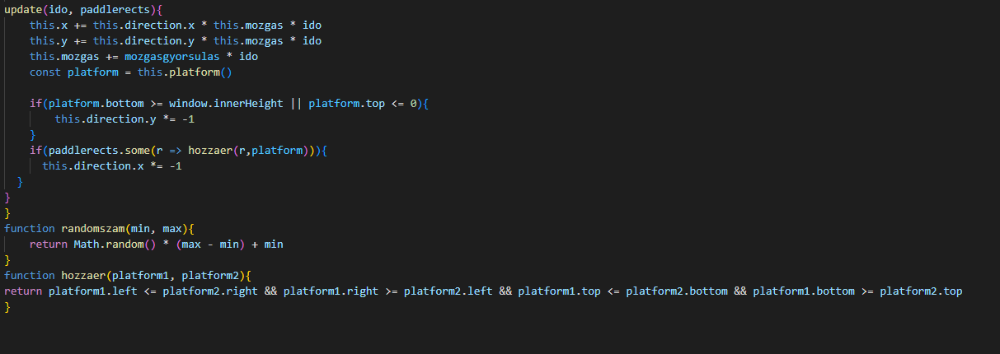 update(ido, paddlerects){
    this.x += this.direction.x * this.mozgas * ido
    this.y += this.direction.y * this.mozgas * ido
    this.mozgas += mozgasgyorsulas * ido
    const platform = this.platform()

    if(platform.bottom >= window.innerHeight || platform.top <= 0){
        this.direction.y *= -1
    }
    if(paddlerects.some(r => hozzaer(r,platform))){
      this.direction.x *= -1
  }
}
}
function randomszam(min, max){
    return Math.random() * (max - min) + min
}
function hozzaer(platform1, platform2){
return platform1.left <= platform2.right && platform1.right >= platform2.left && platform1.top <= platform2.bottom && platform1.bottom >= platform2.top
}